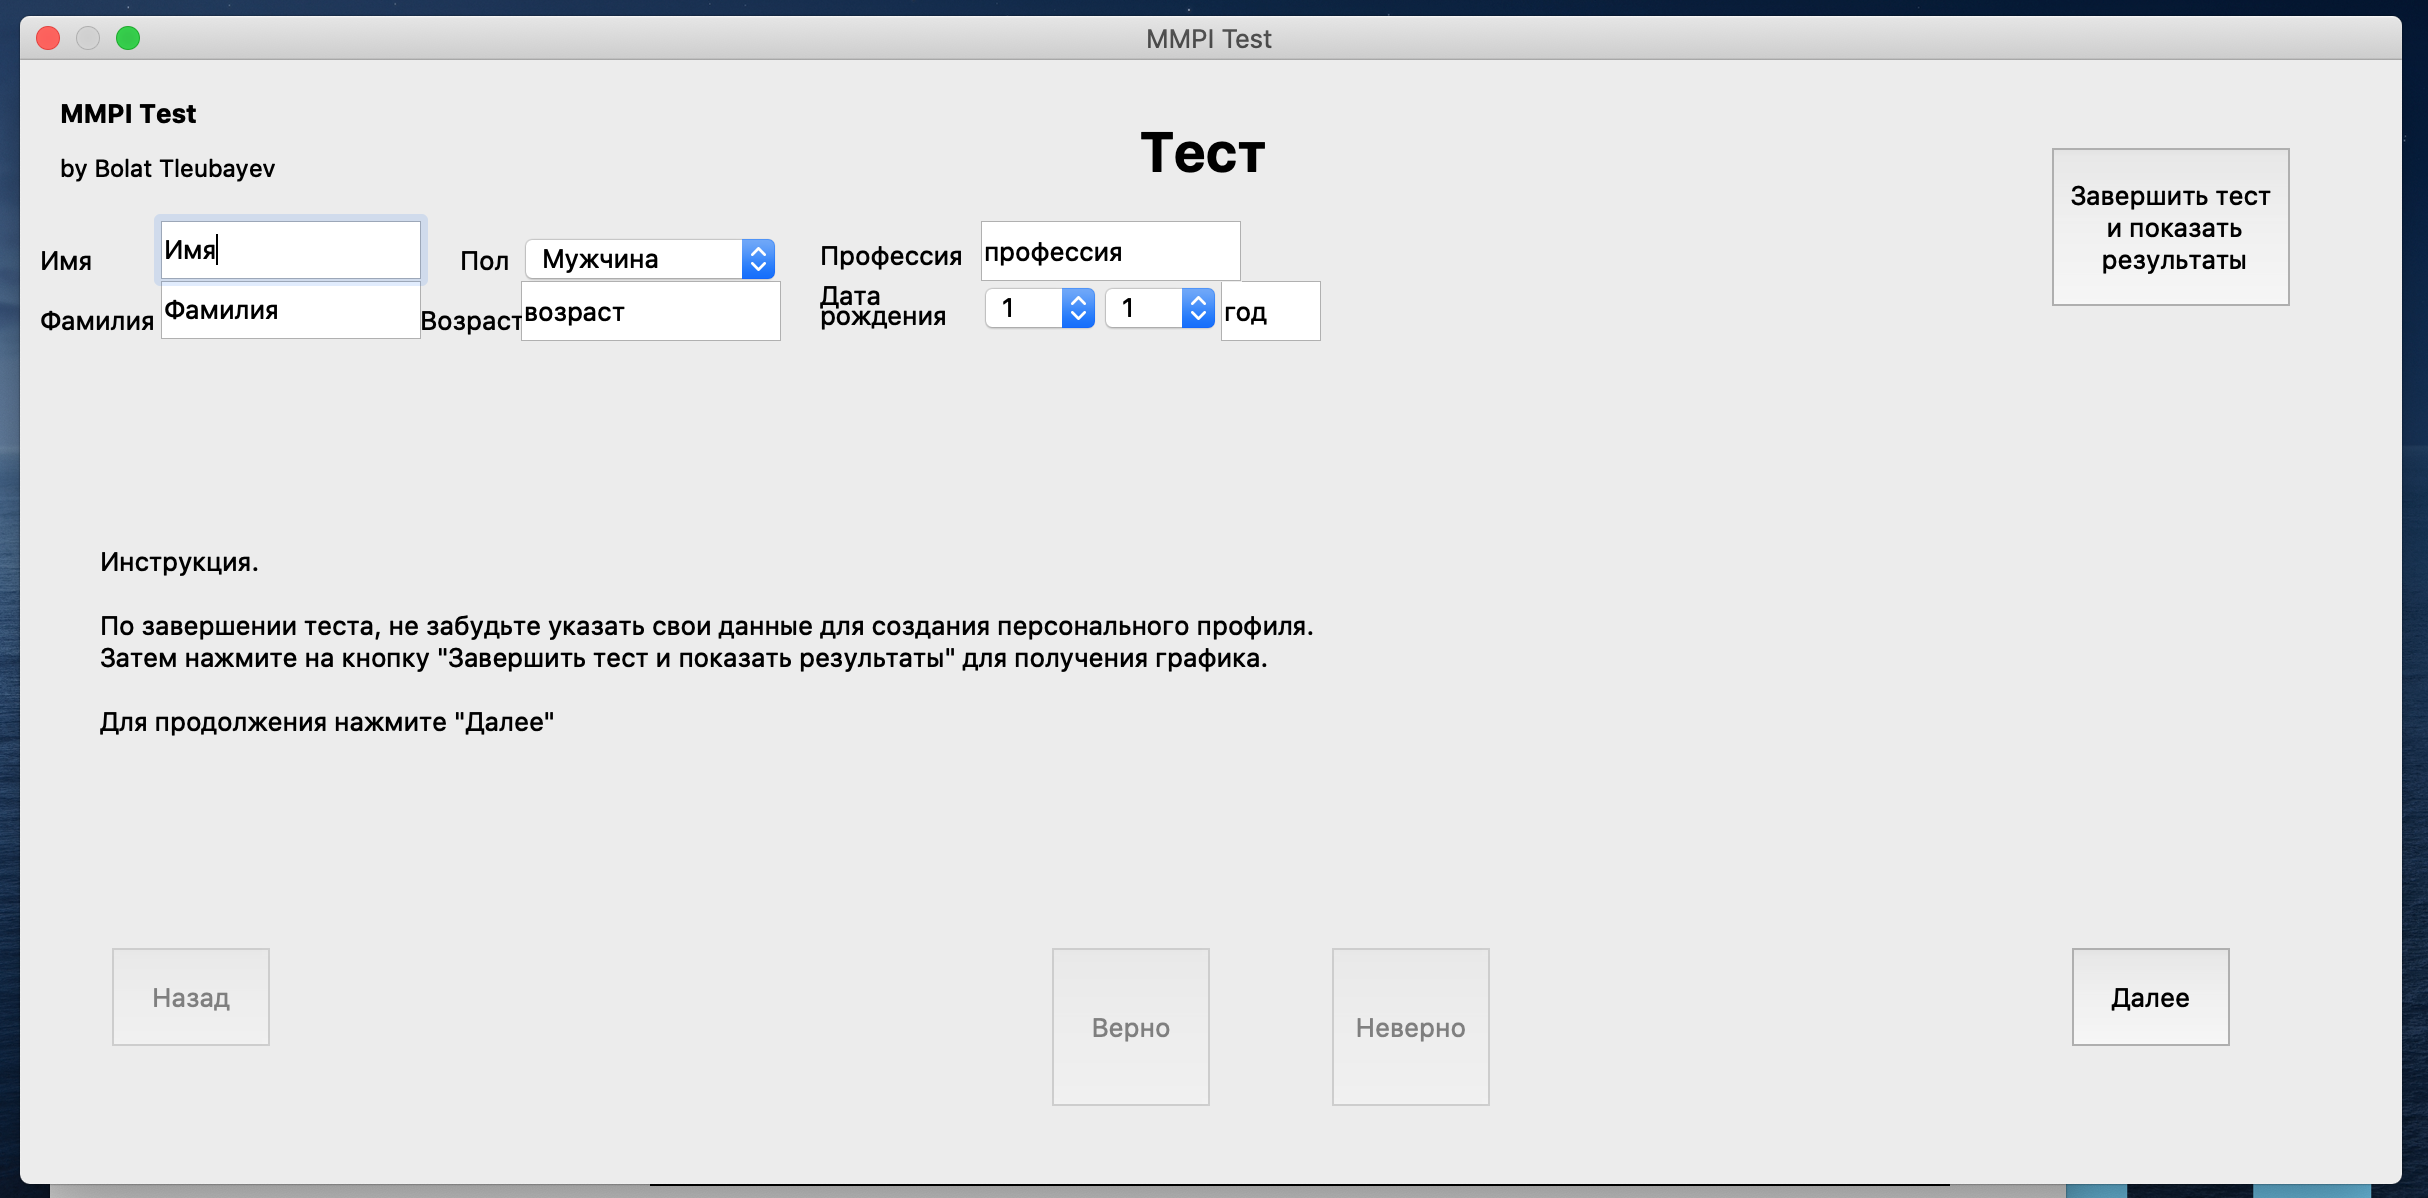 MMPI Test
MMPI Test
by Bolat Tleubayev
Тест
Завершить тест
и показать
результаты
Имя Имя Пол Мужчина Профессия профессия
Фамилия Фамилия Возраст возраст Дата
рождения 1 1 год
Инструкция.
По завершении теста, не забудьте указать свои данные для создания персонального профиля.
Затем нажмите на кнопку "Завершить тест и показать результаты" для получения графика.
Для продолжения нажмите "Далее"
Назад Верно Неверно Далее